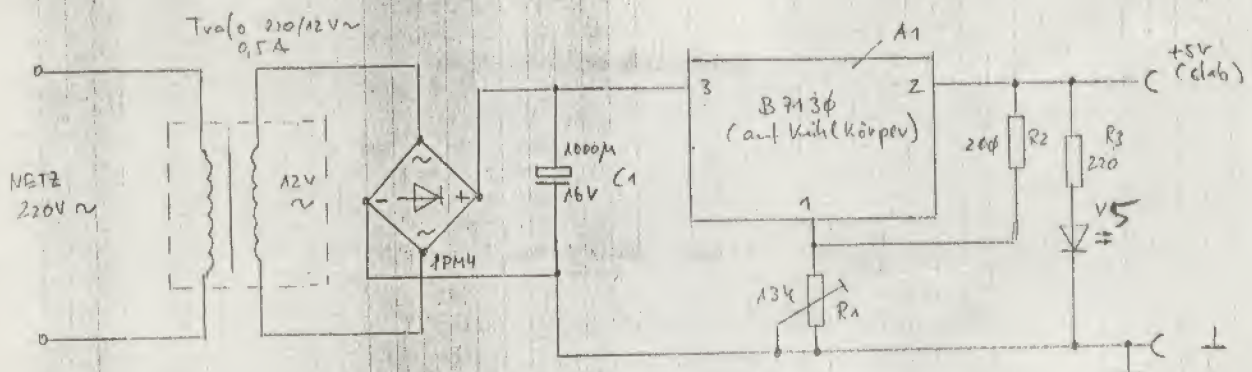 Trafo 220/12V~
0,5A
NETZ
220V ~
12V
~
~
- +
~
1PM4
1000µ
16V
C1
A1
3
2
B 7130
(auf Kühlkörper)
1
200
R2
R3
220
V5
R1
+5V
(stab)
⊥